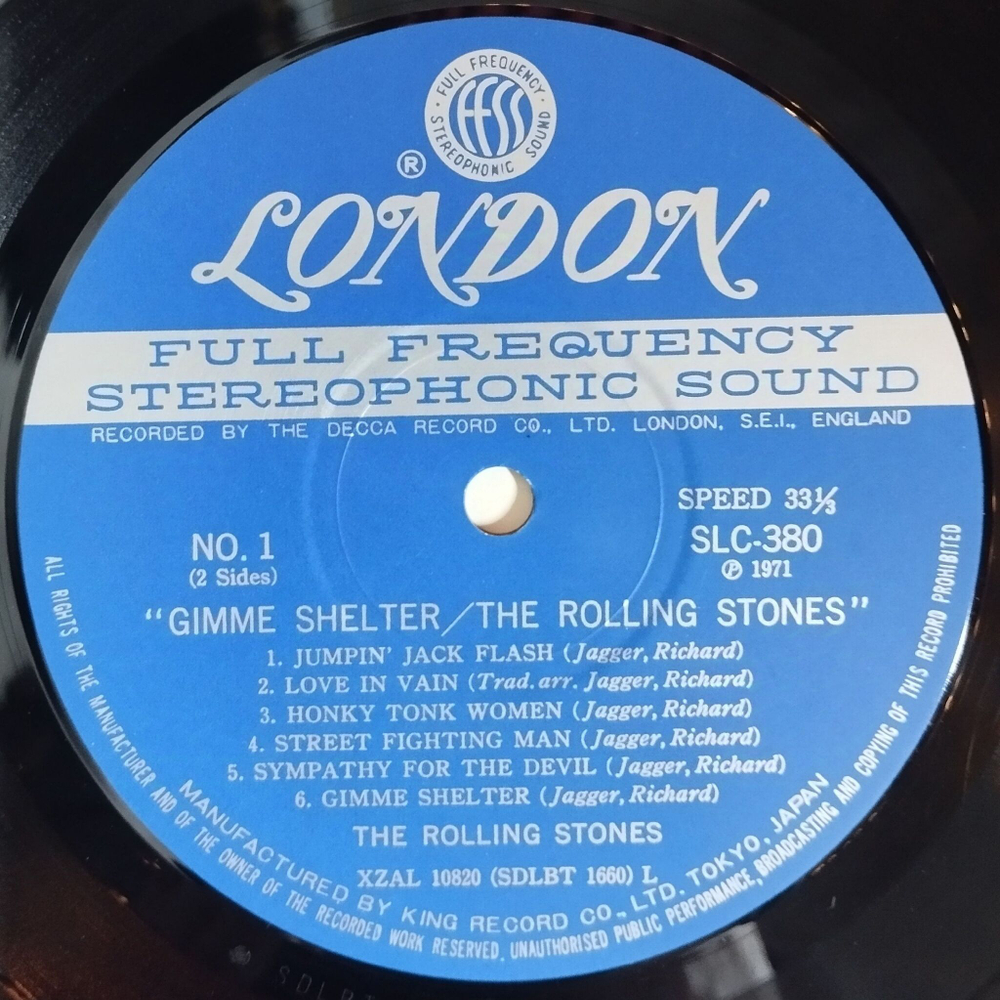 FULL FREQUENCY
STEREOPHONIC SOUND
FFSS
®
LONDON
FULL FREQUENCY
STEREOPHONIC SOUND
RECORDED BY THE DECCA RECORD CO., LTD. LONDON, S.E.I., ENGLAND
SPEED 33⅓
NO. 1
SLC-380
(2 Sides)
℗ 1971
"GIMME SHELTER/THE ROLLING STONES"
1. JUMPIN' JACK FLASH (Jagger, Richard)
2. LOVE IN VAIN (Trad. arr. Jagger, Richard)
3. HONKY TONK WOMEN (Jagger, Richard)
4. STREET FIGHTING MAN (Jagger, Richard)
5. SYMPATHY FOR THE DEVIL (Jagger, Richard)
6. GIMME SHELTER (Jagger, Richard)
THE ROLLING STONES
XZAL 10820 (SDLBT 1660) L
MANUFACTURED BY KING RECORD CO., LTD. TOKYO, JAPAN
ALL RIGHTS OF THE MANUFACTURER AND OF THE OWNER OF THE RECORDED WORK RESERVED. UNAUTHORISED PUBLIC PERFORMANCE, BROADCASTING AND COPYING OF THIS RECORD PROHIBITED